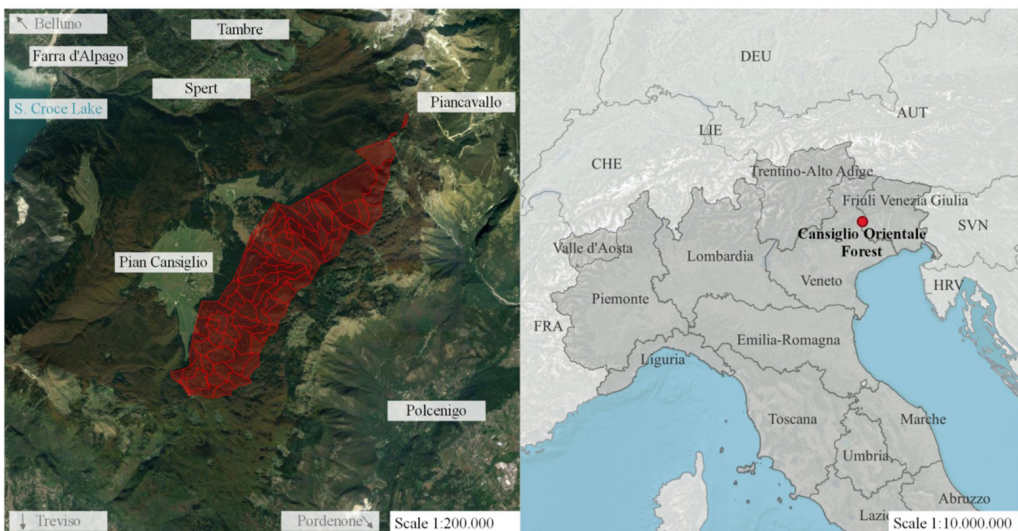 Belluno
Tambre
Farra d'Alpago
Spert
S. Croce Lake
Piancavallo
Pian Cansiglio
Polcenigo
Treviso
Pordenone
Scale 1:200.000
DEU
AUT
LIE
CHE
Trentino-Alto Adige
Friuli Venezia Giulia
SVN
Cansiglio Orientale
Forest
Valle d'Aosta
Lombardia
Veneto
HRV
Piemonte
FRA
Emilia-Romagna
Liguria
Toscana
Marche
Umbria
Abruzzo
Lazio
Scale 1:10.000.000